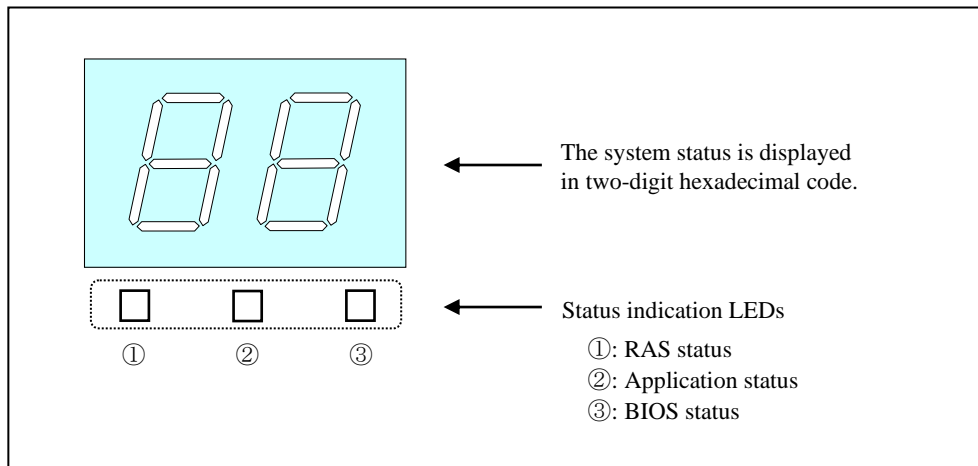 88
The system status is displayed
in two-digit hexadecimal code.
Status indication LEDs
① ② ③
①: RAS status
②: Application status
③: BIOS status